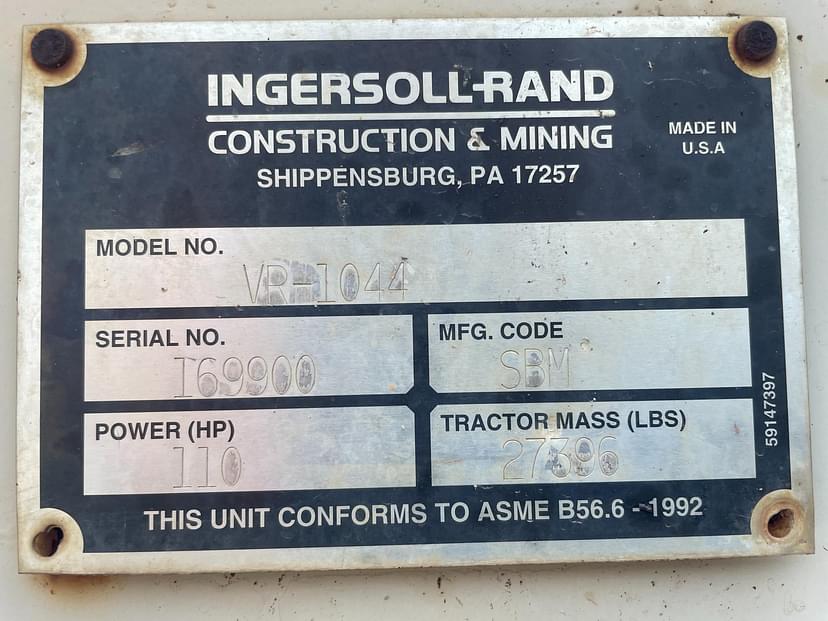 INGERSOLL-RAND
CONSTRUCTION & MINING
SHIPPENSBURG, PA 17257
MADE IN
U.S.A
MODEL NO.
VR-1044
SERIAL NO.
169900
MFG. CODE
SBM
POWER (HP)
110
TRACTOR MASS (LBS)
27396
59147397
THIS UNIT CONFORMS TO ASME B56.6 - 1992